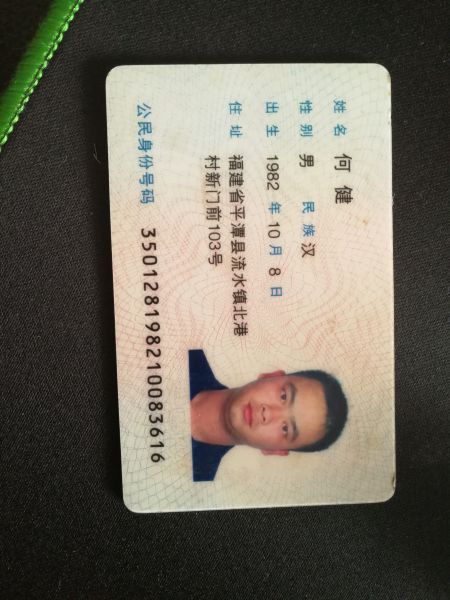 姓名 何健
性别 男 民族 汉
出生 1982 年 10 月 8 日
住址 福建省平潭县流水镇北港
村新门前103号
公民身份号码 350128198210083616